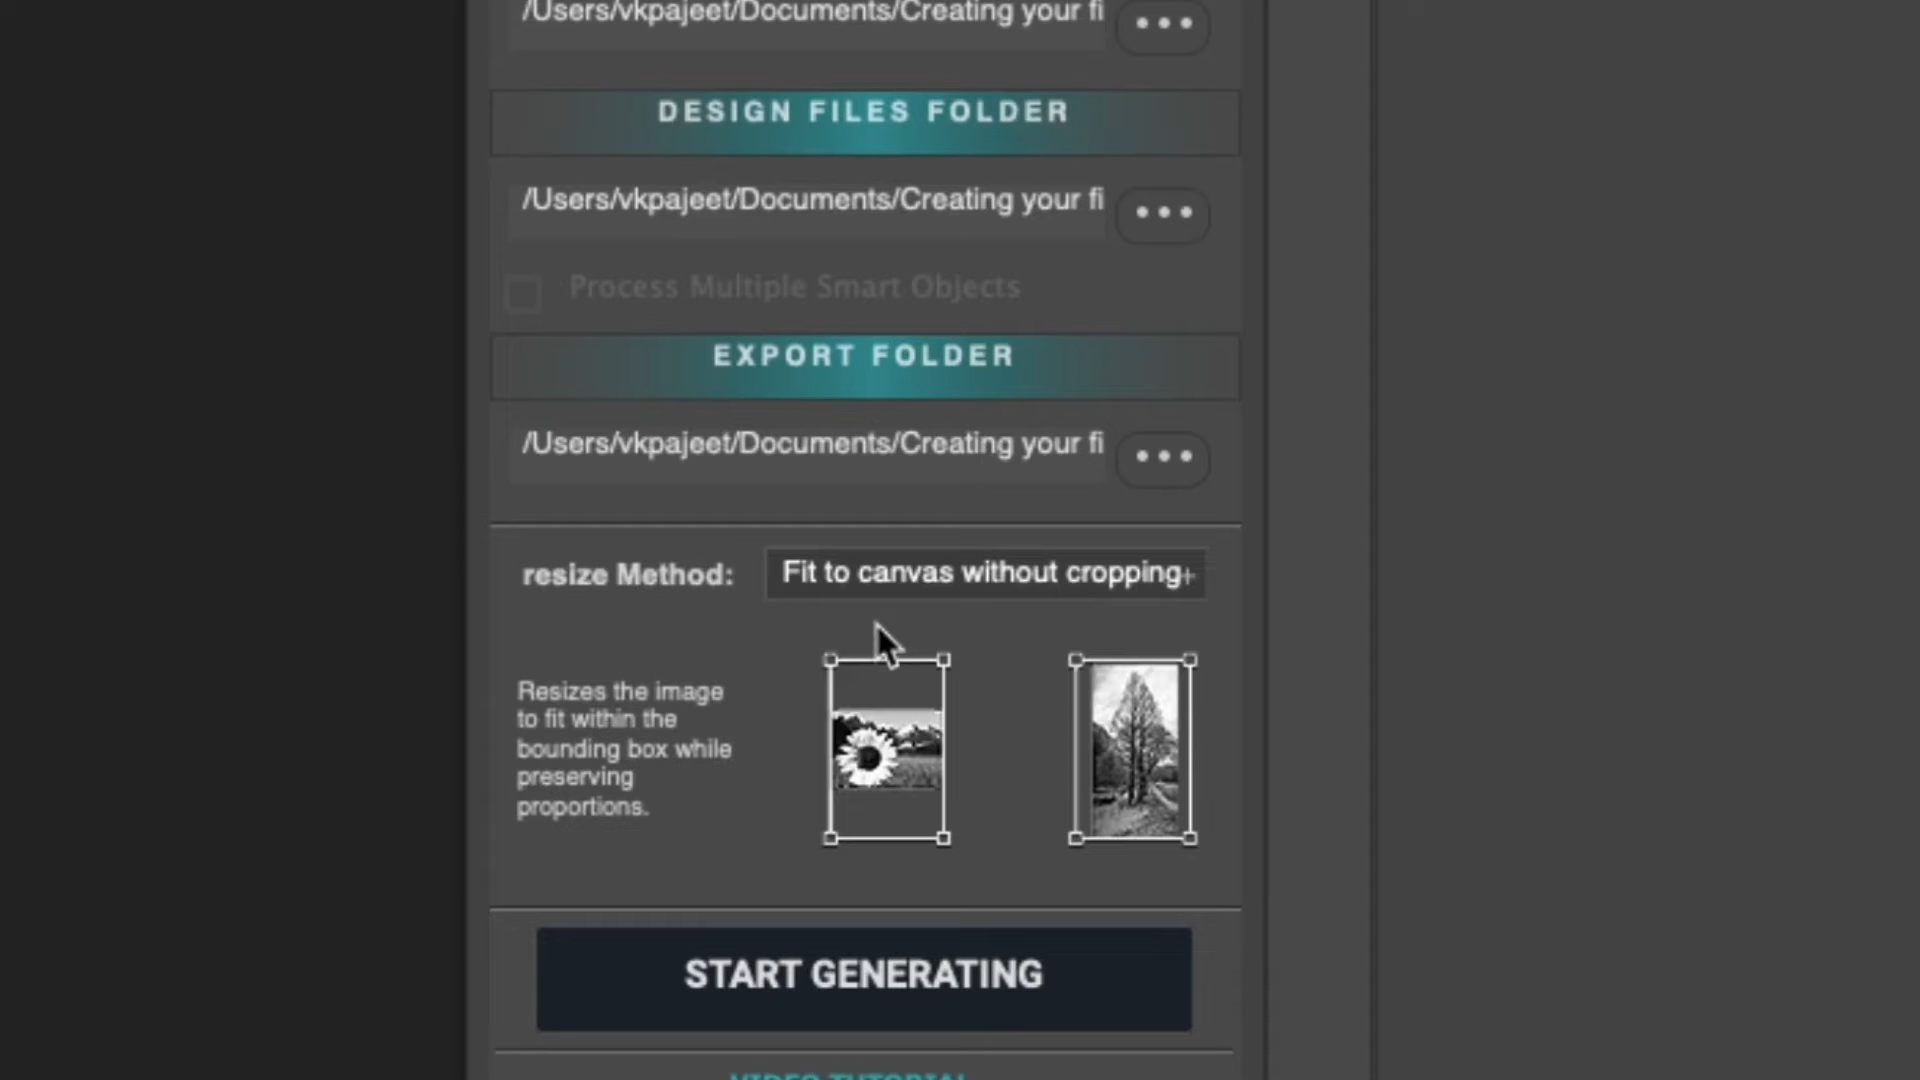 /Users/vkpajeet/Documents/Creating your fi
DESIGN FILES FOLDER
/Users/vkpajeet/Documents/Creating your fi
Process Multiple Smart Objects
EXPORT FOLDER
/Users/vkpajeet/Documents/Creating your fi
resize Method: Fit to canvas without cropping
Resizes the image
to fit within the
bounding box while
preserving
proportions.
START GENERATING
VIDEO TUTORIAL